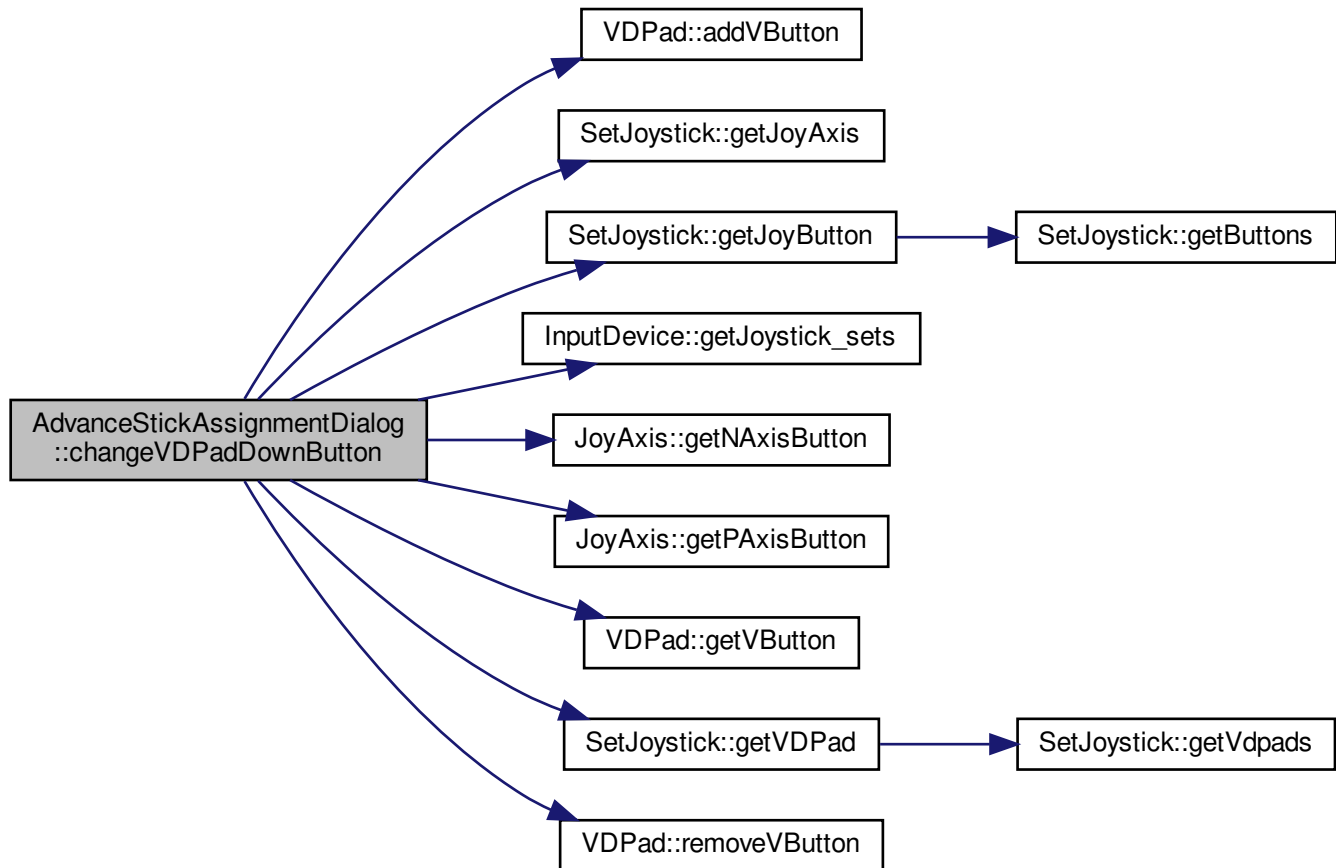 VDPad::addVButton
SetJoystick::getJoyAxis
SetJoystick::getJoyButton
SetJoystick::getButtons
InputDevice::getJoystick_sets
AdvanceStickAssignmentDialog
::changeVDPadDownButton
JoyAxis::getNAxisButton
JoyAxis::getPAxisButton
VDPad::getVButton
SetJoystick::getVDPad
SetJoystick::getVdpads
VDPad::removeVButton